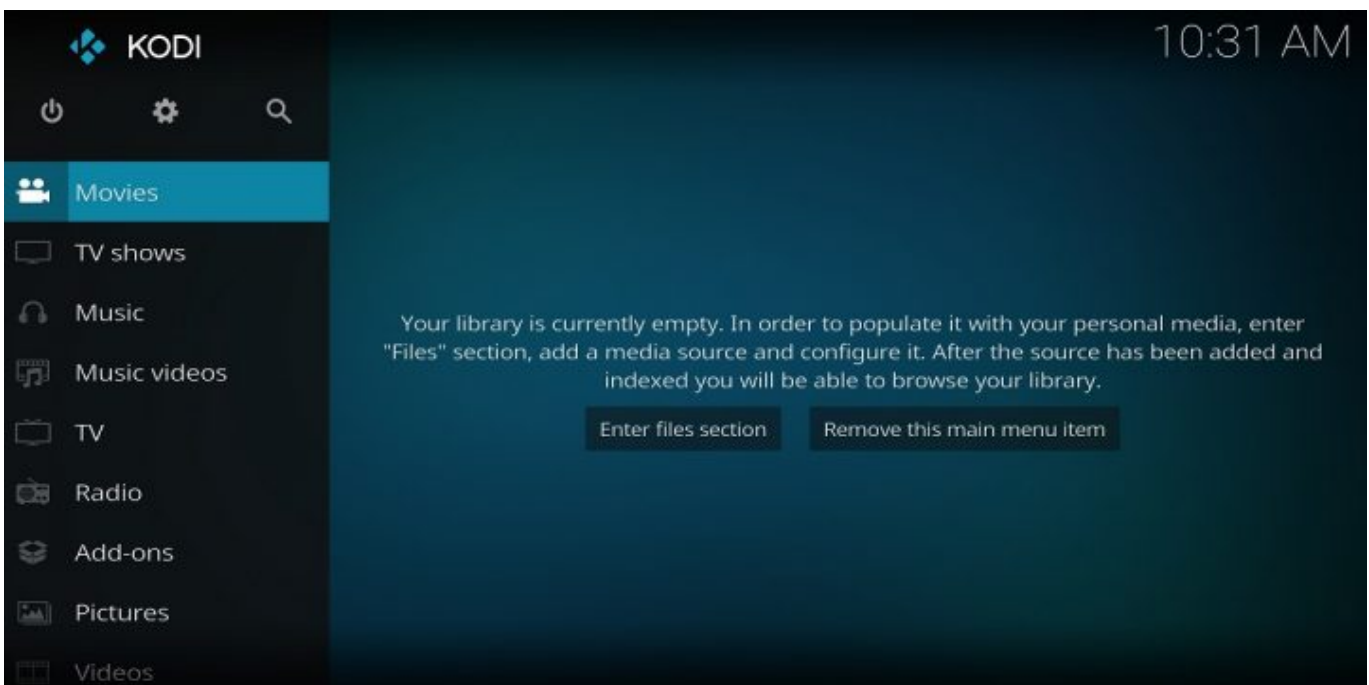 KODI
10:31 AM
Movies
TV shows
Music
Music videos
TV
Radio
Add-ons
Pictures
Videos
Your library is currently empty. In order to populate it with your personal media, enter
"Files" section, add a media source and configure it. After the source has been added and
indexed you will be able to browse your library.
Enter files section
Remove this main menu item